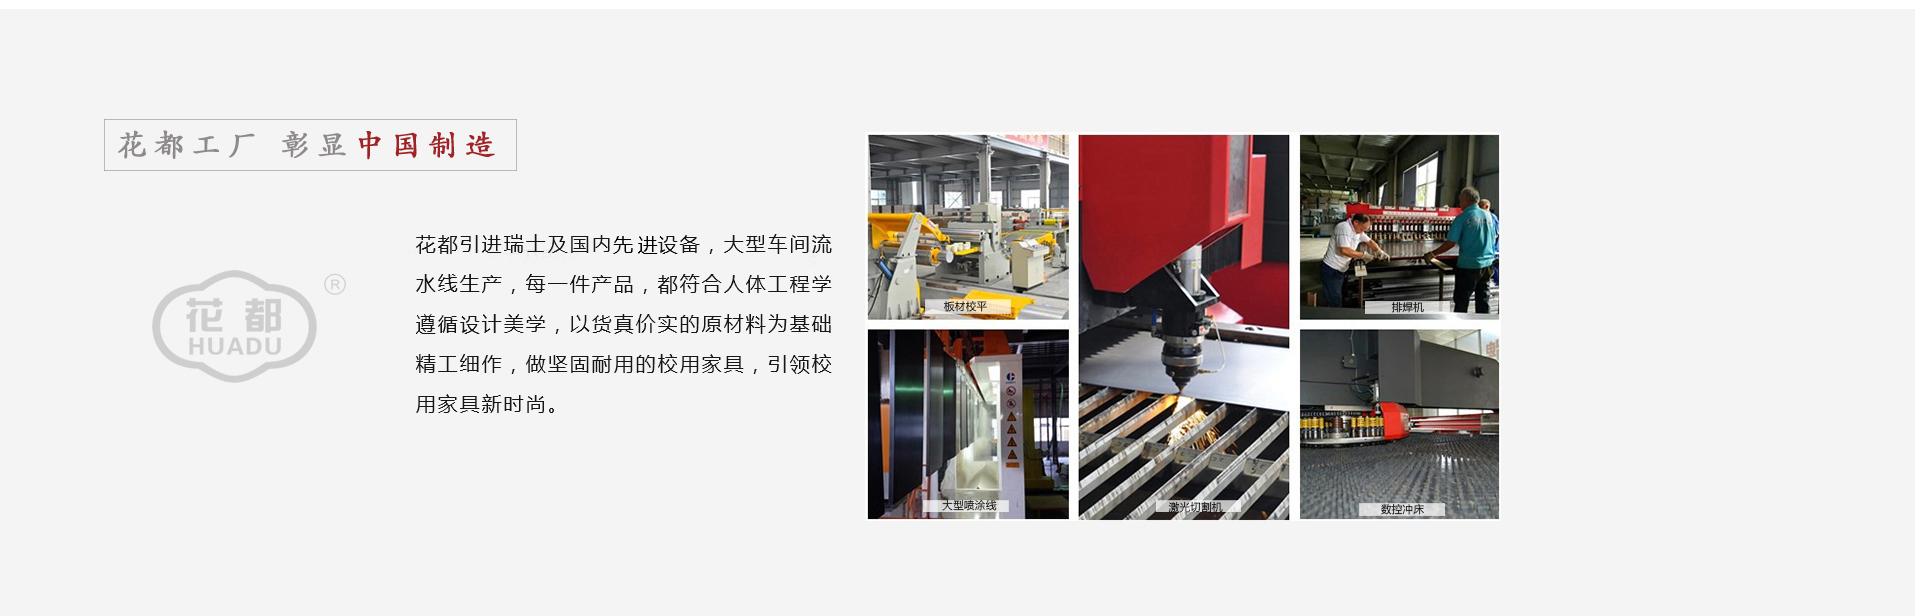 花都工厂 彰显中国制造
花都引进瑞士及国内先进设备，大型车间流
水线生产，每一件产品，都符合人体工程学
遵循设计美学，以货真价实的原材料为基础
精工细作，做坚固耐用的校用家具，引领校
用家具新时尚。
花都
HUADU
®
板材校平
大型喷涂线
激光切割机
排焊机
数控冲床